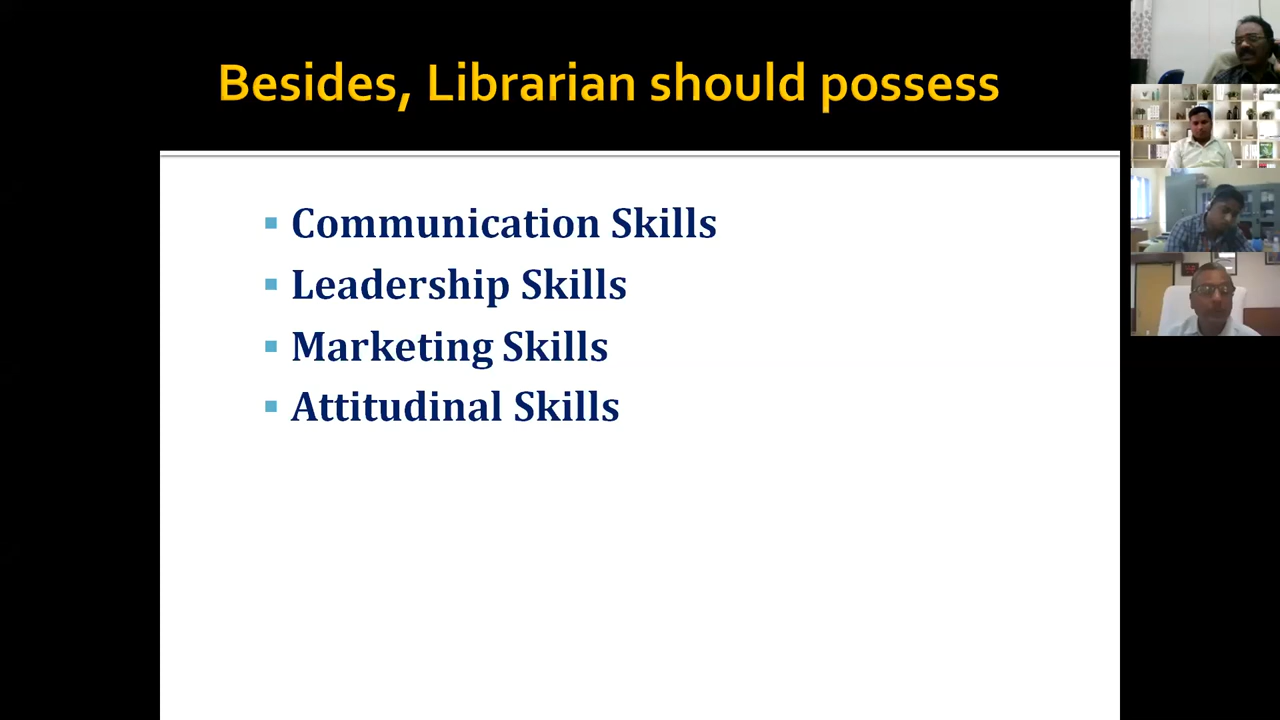 Besides, Librarian should possess
Communication Skills
Leadership Skills
Marketing Skills
Attitudinal Skills